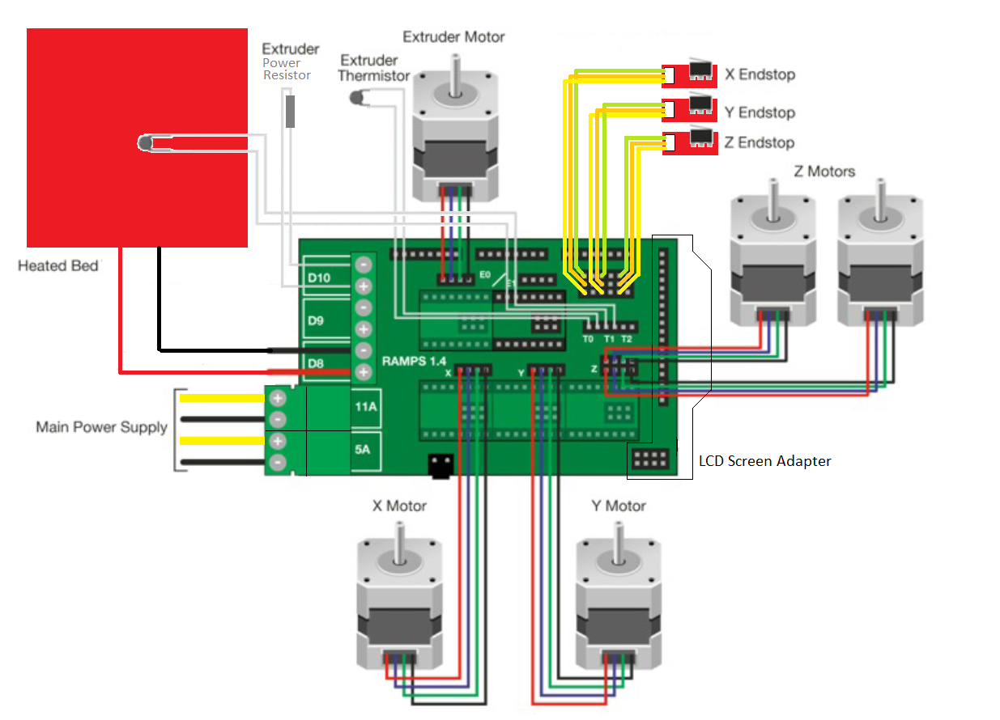 Extruder Motor
Extruder
Power
Resistor
Extruder
Thermistor
X Endstop
Y Endstop
Z Endstop
Z Motors
Heated Bed
D10
E0
E1
D9
T0 T1 T2
D8
RAMPS 1.4
X
Y
Z
11A
Main Power Supply
5A
LCD Screen Adapter
X Motor
Y Motor